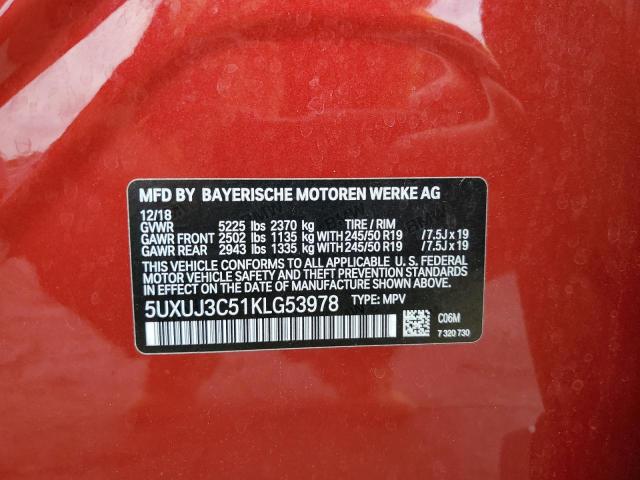 MFD BY BAYERISCHE MOTOREN WERKE AG
12/18
GVWR 5225 lbs 2370 kg TIRE / RIM
GAWR FRONT 2502 lbs 1135 kg WITH 245/50 R19 /7.5J x 19
GAWR REAR 2943 lbs 1335 kg WITH 245/50 R19 /7.5J x 19
THIS VEHICLE CONFORMS TO ALL APPLICABLE U. S. FEDERAL
MOTOR VEHICLE SAFETY, BUMPER, AND THEFT PREVENTION
STANDARDS IN EFFECT ON THE DATE OF MANUFACTURE SHOWN ABOVE.
5UXUJ3C51KLG53978 TYPE: MPV
C06M
7 320 730